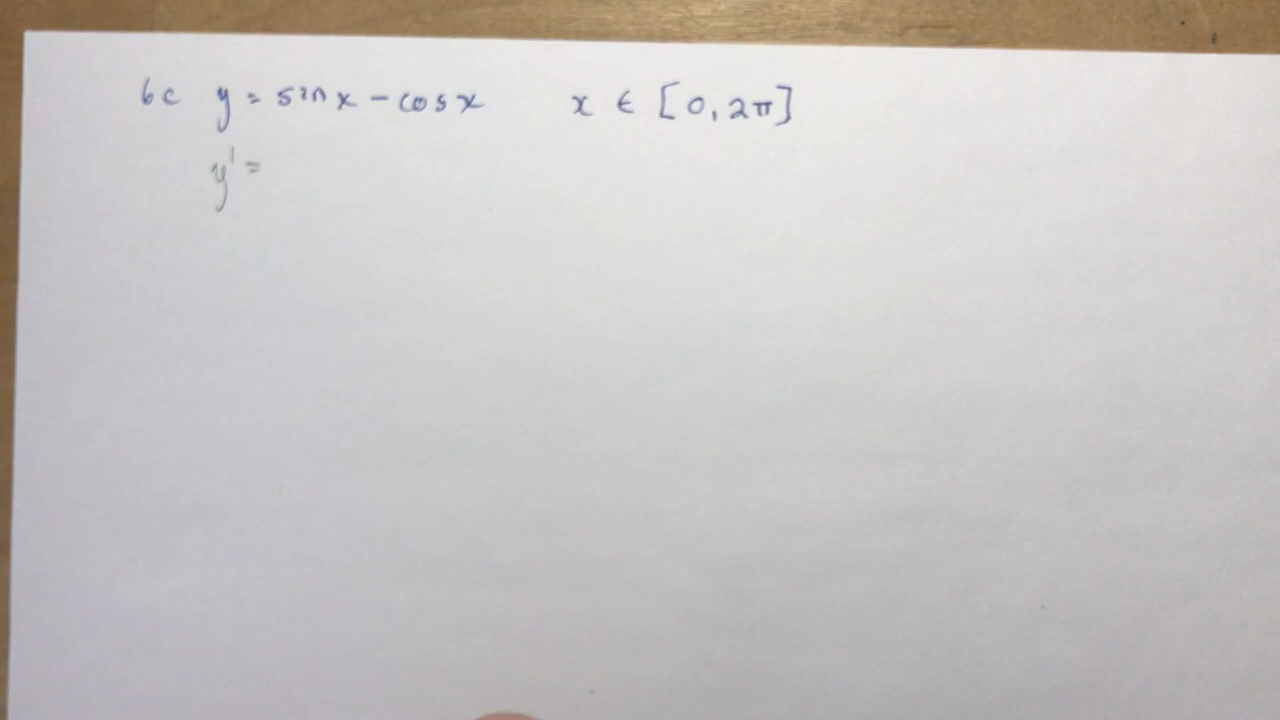 6c y = sin x - cos x x ∈ [0, 2π]
y' =